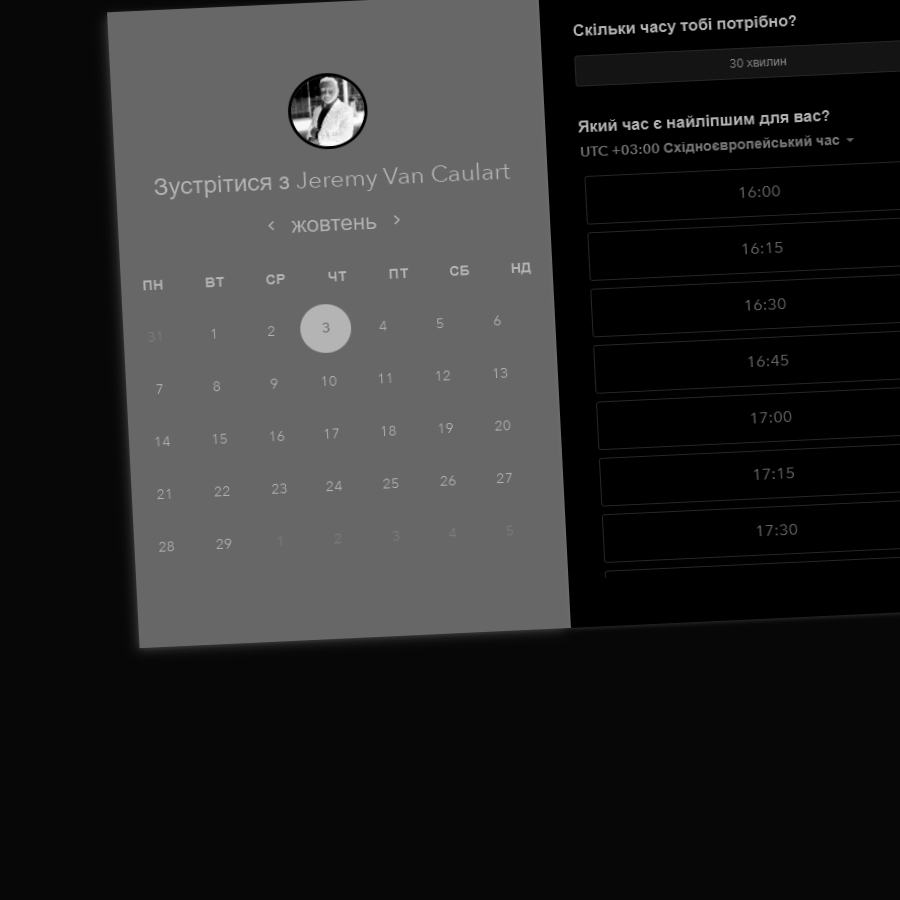 Зустрітися з Jeremy Van Caulart
жовтень
ПН ВТ СР ЧТ ПТ СБ НД
31 1 2 3 4 5 6
7 8 9 10 11 12 13
14 15 16 17 18 19 20
21 22 23 24 25 26 27
28 29 1 2 3 4 5
Скільки часу тобі потрібно?
30 хвилин
Який час є найліпшим для вас?
UTC +03:00 Східноєвропейський час
16:00
16:15
16:30
16:45
17:00
17:15
17:30